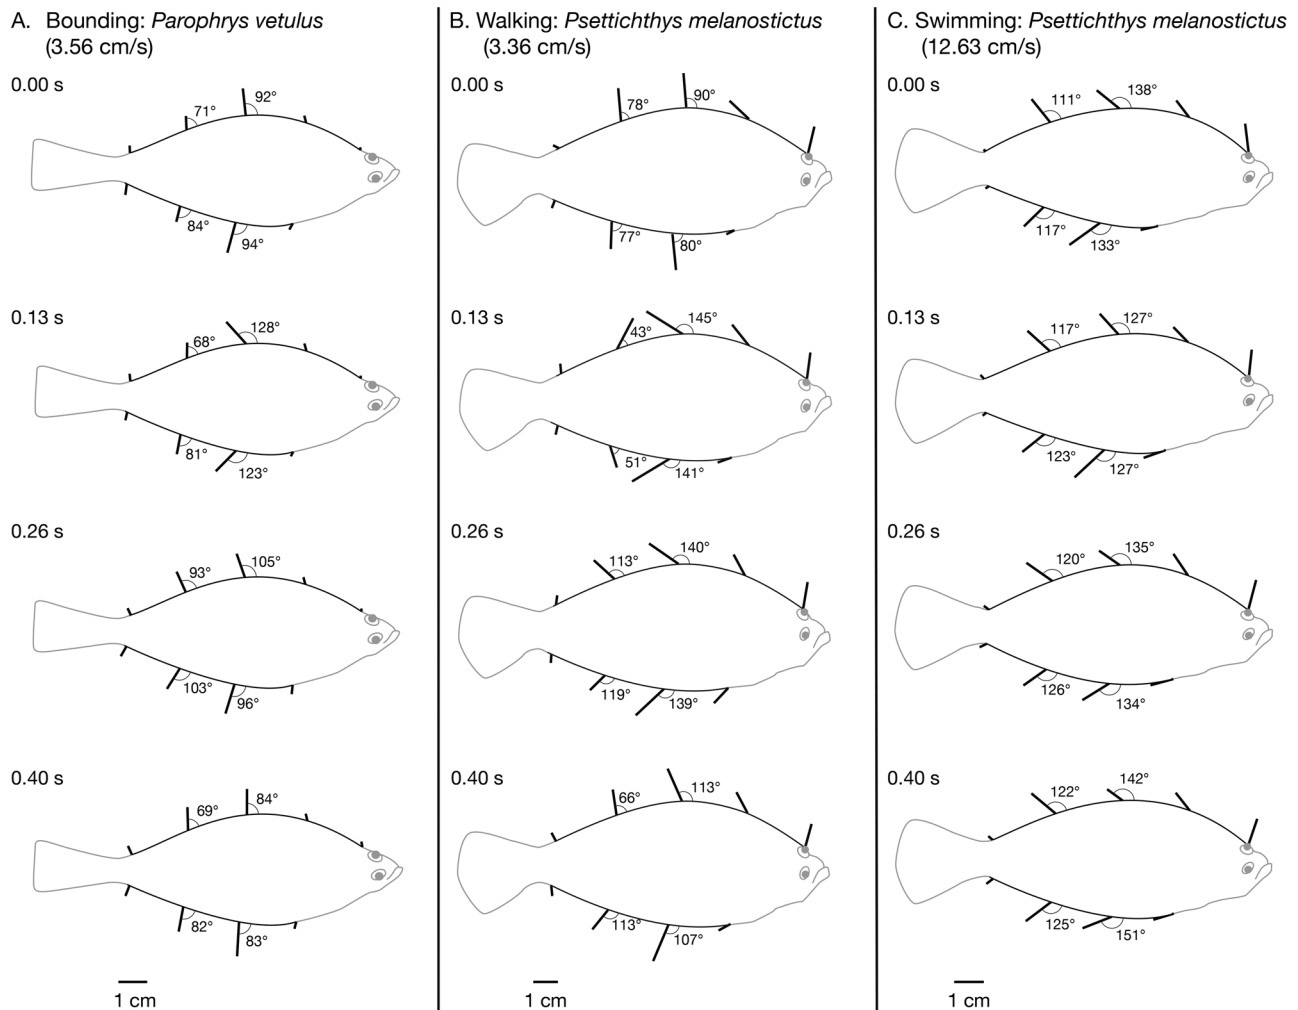 A. Bounding: Parophrys vetulus
(3.56 cm/s)
0.00 s
71°
92°
84°
94°
0.13 s
68°
128°
81°
123°
0.26 s
93°
105°
103°
96°
0.40 s
69°
84°
82°
83°
1 cm
B. Walking: Psettichthys melanostictus
(3.36 cm/s)
0.00 s
78°
90°
77°
80°
0.13 s
43°
145°
51°
141°
0.26 s
113°
140°
119°
139°
0.40 s
66°
113°
113°
107°
1 cm
C. Swimming: Psettichthys melanostictus
(12.63 cm/s)
0.00 s
111°
138°
117°
133°
0.13 s
117°
127°
123°
127°
0.26 s
120°
135°
126°
134°
0.40 s
122°
142°
125°
151°
1 cm